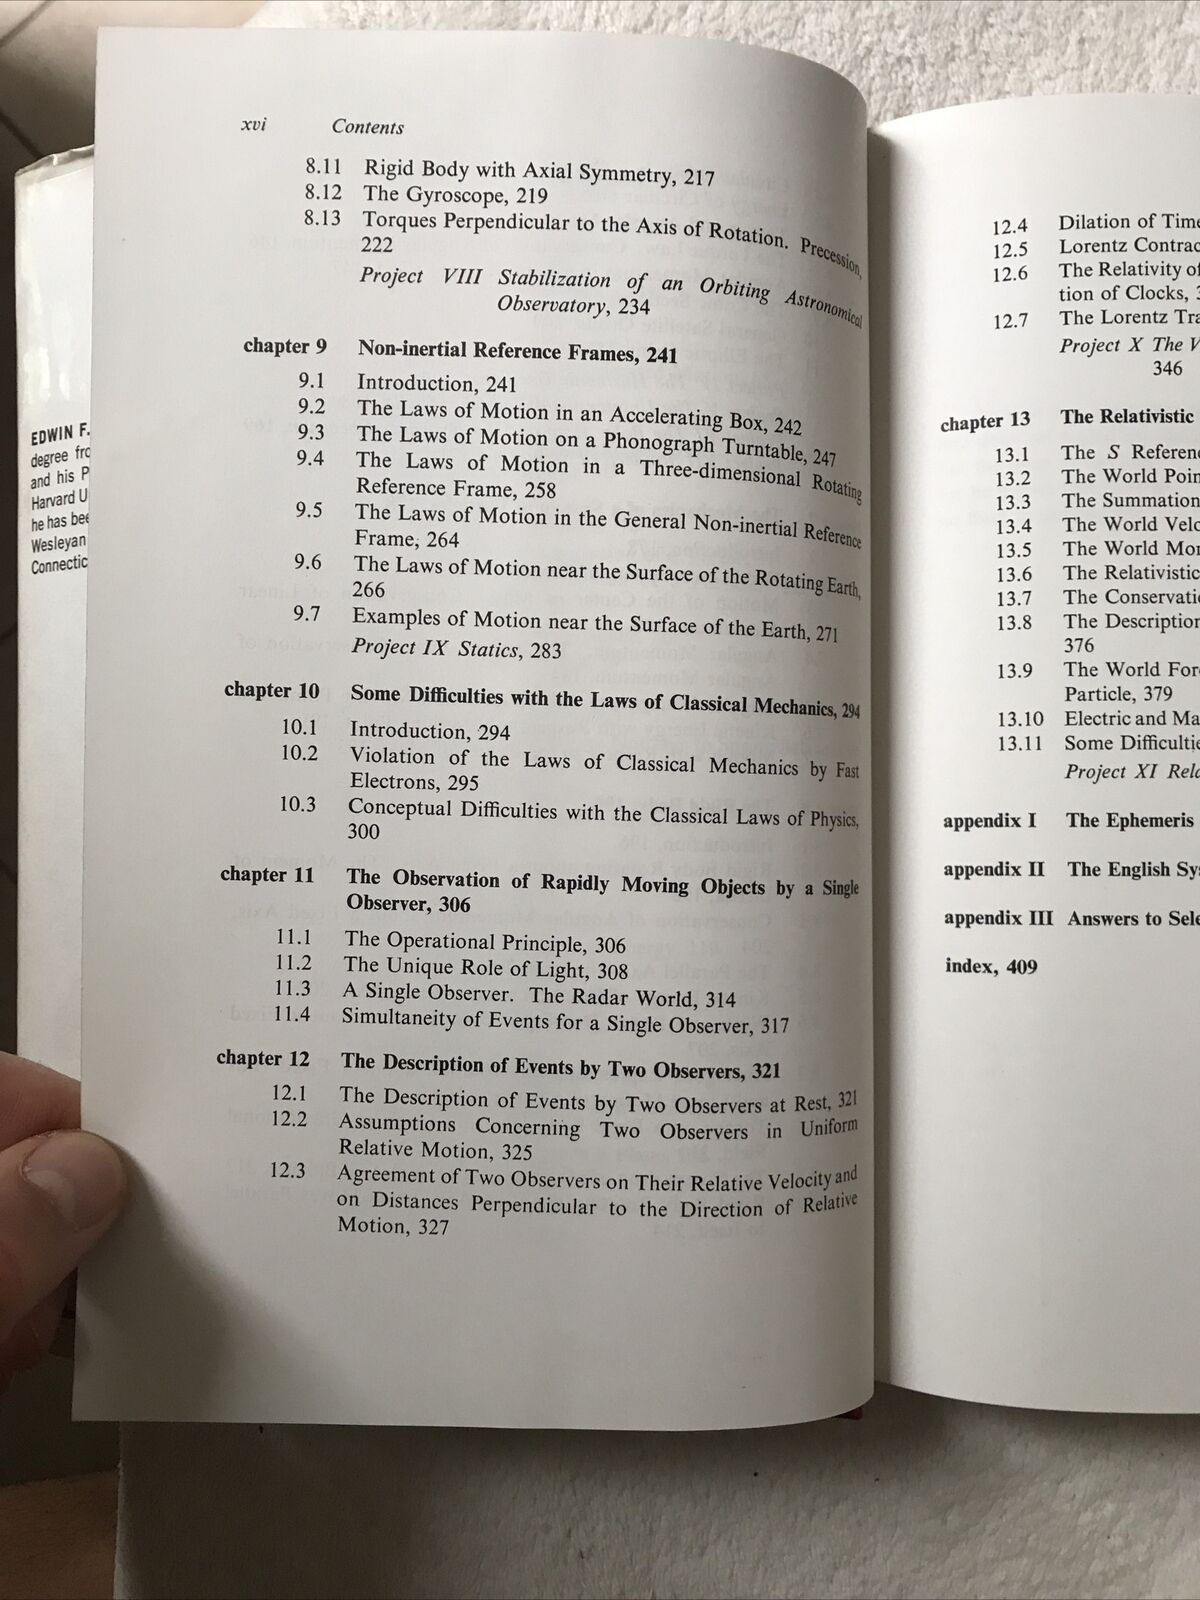 xvi Contents
8.11 Rigid Body with Axial Symmetry, 217
8.12 The Gyroscope, 219
8.13 Torques Perpendicular to the Axis of Rotation. Precession,
222
Project VIII Stabilization of an Orbiting Astronomical
Observatory, 234
chapter 9 Non-inertial Reference Frames, 241
9.1 Introduction, 241
9.2 The Laws of Motion in an Accelerating Box, 242
9.3 The Laws of Motion on a Phonograph Turntable, 247
9.4 The Laws of Motion in a Three-dimensional Rotating
Reference Frame, 258
9.5 The Laws of Motion in the General Non-inertial Reference
Frame, 264
9.6 The Laws of Motion near the Surface of the Rotating Earth,
266
9.7 Examples of Motion near the Surface of the Earth, 271
Project IX Statics, 283
chapter 10 Some Difficulties with the Laws of Classical Mechanics, 294
10.1 Introduction, 294
10.2 Violation of the Laws of Classical Mechanics by Fast
Electrons, 295
10.3 Conceptual Difficulties with the Classical Laws of Physics,
300
chapter 11 The Observation of Rapidly Moving Objects by a Single
Observer, 306
11.1 The Operational Principle, 306
11.2 The Unique Role of Light, 308
11.3 A Single Observer. The Radar World, 314
11.4 Simultaneity of Events for a Single Observer, 317
chapter 12 The Description of Events by Two Observers, 321
12.1 The Description of Events by Two Observers at Rest, 321
12.2 Assumptions Concerning Two Observers in Uniform
Relative Motion, 325
12.3 Agreement of Two Observers on Their Relative Velocity and
on Distances Perpendicular to the Direction of Relative
Motion, 327
12.4 Dilation of Time
12.5 Lorentz Contrac
12.6 The Relativity of
tion of Clocks, 3
12.7 The Lorentz Tra
Project X The V
346
chapter 13 The Relativistic
13.1 The S Referenc
13.2 The World Poin
13.3 The Summation
13.4 The World Velo
13.5 The World Mor
13.6 The Relativistic
13.7 The Conservatio
13.8 The Description
376
13.9 The World For
Particle, 379
13.10 Electric and Ma
13.11 Some Difficultie
Project XI Rela
appendix I The Ephemeris
appendix II The English Sy
appendix III Answers to Sele
index, 409
EDWIN F.
degree fro
and his P
Harvard U
he has bee
Wesleyan
Connectic